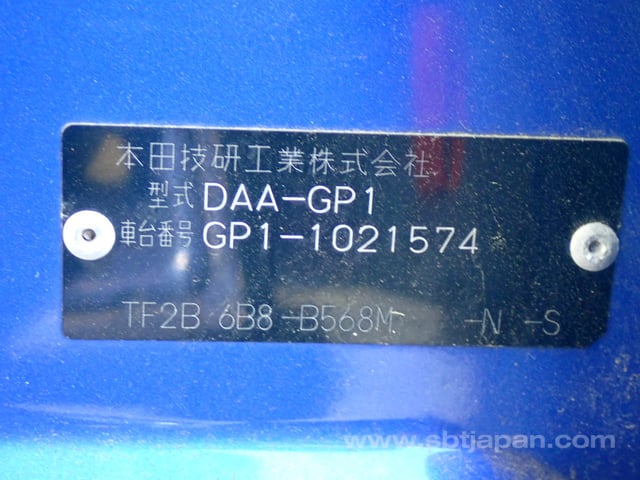 本田技研工業株式会社
型式 DAA-GP1
車台番号 GP1-1021574
TF2B 6B8-B568M -N -S
www.sbtjapan.com